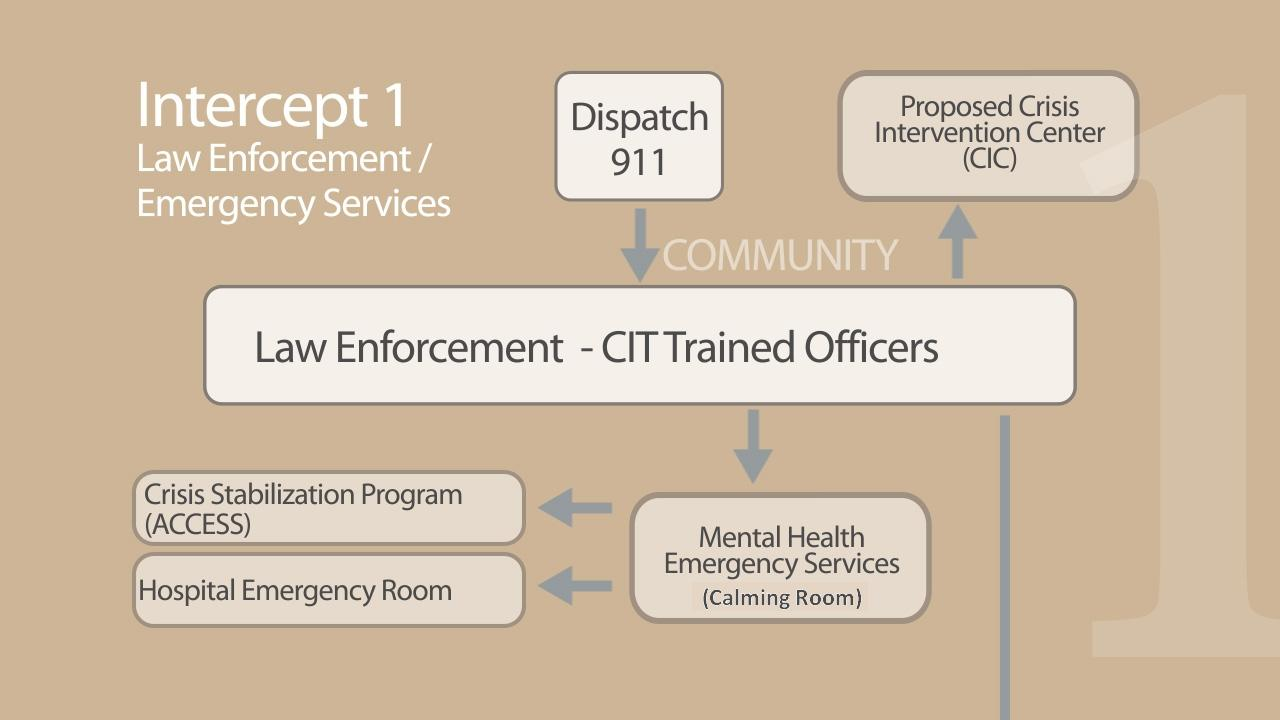 Intercept 1
Law Enforcement /
Emergency Services
Dispatch
911
Proposed Crisis
Intervention Center
(CIC)
1
COMMUNITY
Law Enforcement  - CIT Trained Officers
Crisis Stabilization Program
(ACCESS)
Hospital Emergency Room
Mental Health
Emergency Services
(Calming Room)